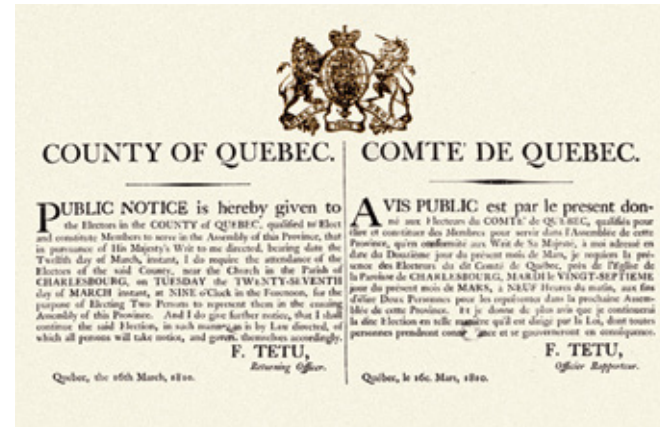 COUNTY OF QUEBEC.
PUBLIC NOTICE is hereby given to
the Electors in the COUNTY of QUEBEC, qualified to Elect
and constitute Members to serve in the Assembly of this Province, that
in pursuance of His Majesty's Writ to me directed, bearing date the
Twelfth day of March, instant, I do require the attendance of the
Electors of the said County, near the Church in the Parish of
CHARLESBOURG, on TUESDAY the TWENTY-SEVENTH
day of MARCH instant, at NINE o'Clock in the Forenoon, for the
purpose of Electing Two Persons to represent them in the ensuing
Assembly of this Province. And I do give further notice, that I shall
continue the said Election, in such manner as is by Law directed, of
which all persons will take notice, and govern themselves accordingly.
F. TETU,
Returning Officer.
Quebec, the 16th March, 1810.
COMTE' DE QUEBEC.
AVIS PUBLIC est par le present don-
né aux Electeurs du COMTE' de QUEBEC, qualifiés pour
élire et constituer des Membres pour servir dans l'Assemblée de cette
Province, qu'en conformité aux Writ de Sa Majesté, à moi adressé en
date du Douzième jour du présent mois de Mars, je requiers la pré-
sence des Electeurs du dit Comté de Québec, près de l'Eglise de
la Paroisse de CHARLESBOURG, MARDI le VINGT-SEPTIEME
jour du présent mois de MARS, à NEUF Heures du matin, aux fins
d'élire Deux Personnes pour les représenter dans la prochaine Assem-
blée de cette Province. Et je donne de plus avis que je continuerai
la dite Election en telle manière qu'il est dirigé par la Loi, dont toutes
personnes prendront et se gouverneront en conséquence.
F. TETU,
Officier Rapporteur.
Québec, le 16e. Mars, 1810.